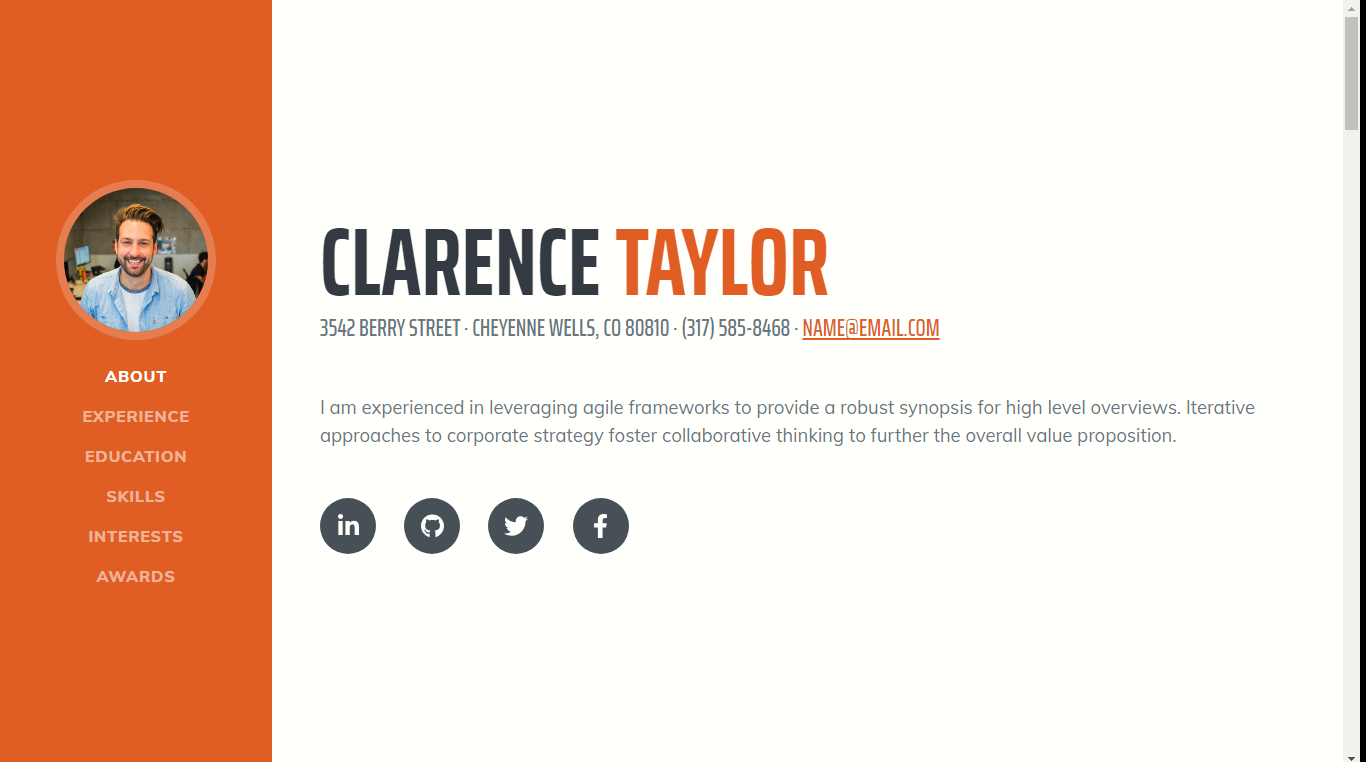 ABOUT
EXPERIENCE
EDUCATION
SKILLS
INTERESTS
AWARDS
CLARENCE TAYLOR
3542 BERRY STREET · CHEYENNE WELLS, CO 80810 · (317) 585-8468 · NAME@EMAIL.COM
I am experienced in leveraging agile frameworks to provide a robust synopsis for high level overviews. Iterative
approaches to corporate strategy foster collaborative thinking to further the overall value proposition.
in
f